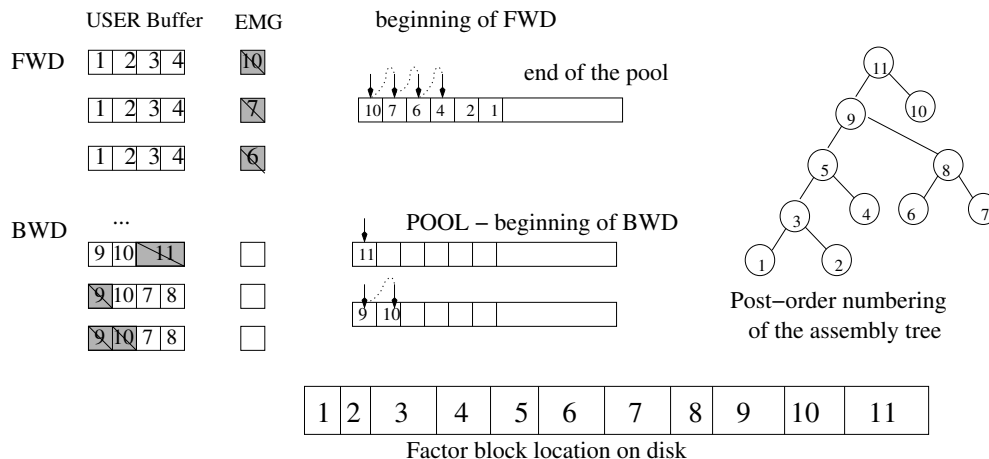 USER Buffer EMG beginning of FWD
FWD 1 2 3 4 10
end of the pool
1 2 3 4 7
10 7 6 4 2 1
1 2 3 4 6
...
BWD POOL – beginning of BWD
9 10 11
11
9 10 7 8
9 10
9 10 7 8
11
10
9
5
8
3
4
6
7
1
2
Post–order numbering
of the assembly tree
1 2 3 4 5 6 7 8 9 10 11
Factor block location on disk